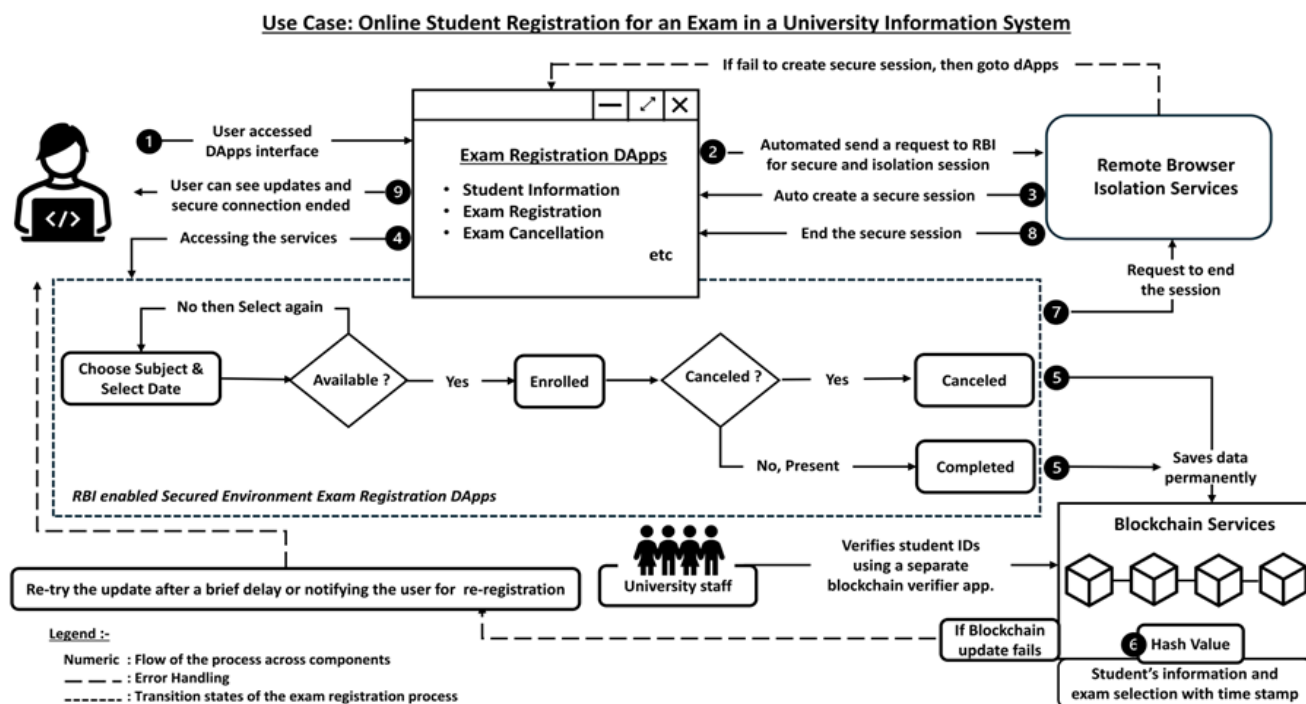 Use Case: Online Student Registration for an Exam in a University Information System
If fail to create secure session, then goto dApps
1
User accessed
DApps interface
Exam Registration DApps
• Student Information
• Exam Registration
• Exam Cancellation
etc
2
Automated send a request to RBI
for secure and isolation session
Remote Browser
Isolation Services
User can see updates and
secure connection ended
9
Auto create a secure session
3
Accessing the services
4
End the secure session
8
Request to end
the session
7
No then Select again
Choose Subject &
Select Date
Available ?
Yes
Enrolled
Canceled ?
Yes
Canceled
5
No, Present
Completed
5
Saves data
permanently
RBI enabled Secured Environment Exam Registration DApps
Blockchain Services
University staff
Verifies student IDs
using a separate
blockchain verifier app.
Re-try the update after a brief delay or notifying the user for re-registration
If Blockchain
update fails
6
Hash Value
Student's information and
exam selection with time stamp
Legend :-
Numeric : Flow of the process across components
: Error Handling
: Transition states of the exam registration process